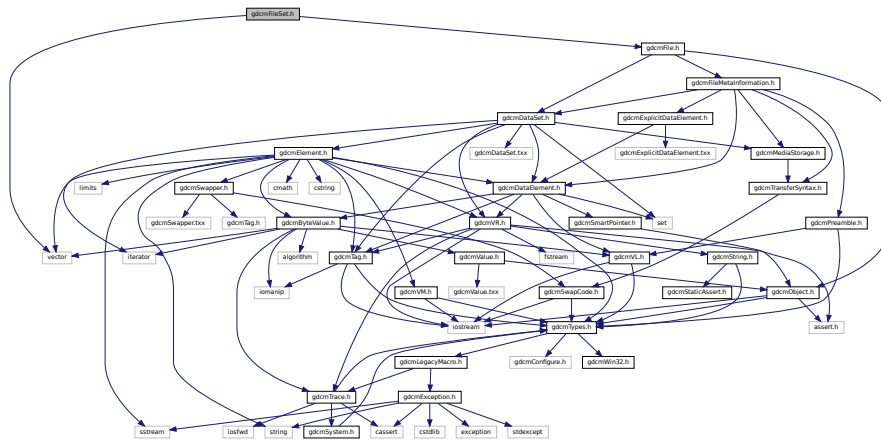 gdcmFileSet.h
gdcmFile.h
gdcmFileMetaInformation.h
gdcmDataSet.h
gdcmExplicitDataElement.h
gdcmElement.h
gdcmDataSet.txx
gdcmExplicitDataElement.txx
gdcmMediaStorage.h
limits
gdcmSwapper.h
cmath
cstring
gdcmDataElement.h
gdcmTransferSyntax.h
gdcmSwapper.txx
gdcmTag.h
gdcmByteValue.h
gdcmVR.h
gdcmSmartPointer.h
set
gdcmPreamble.h
vector
iterator
algorithm
gdcmTag.h
gdcmValue.h
fstream
gdcmVL.h
gdcmString.h
iomanip
gdcmVM.h
gdcmValue.txx
gdcmSwapCode.h
gdcmStaticAssert.h
gdcmObject.h
iostream
gdcmTypes.h
assert.h
gdcmLegacyMacro.h
gdcmConfigure.h
gdcmWin32.h
gdcmTrace.h
gdcmException.h
sstream
iosfwd
string
gdcmSystem.h
cassert
cstdlib
exception
stdexcept